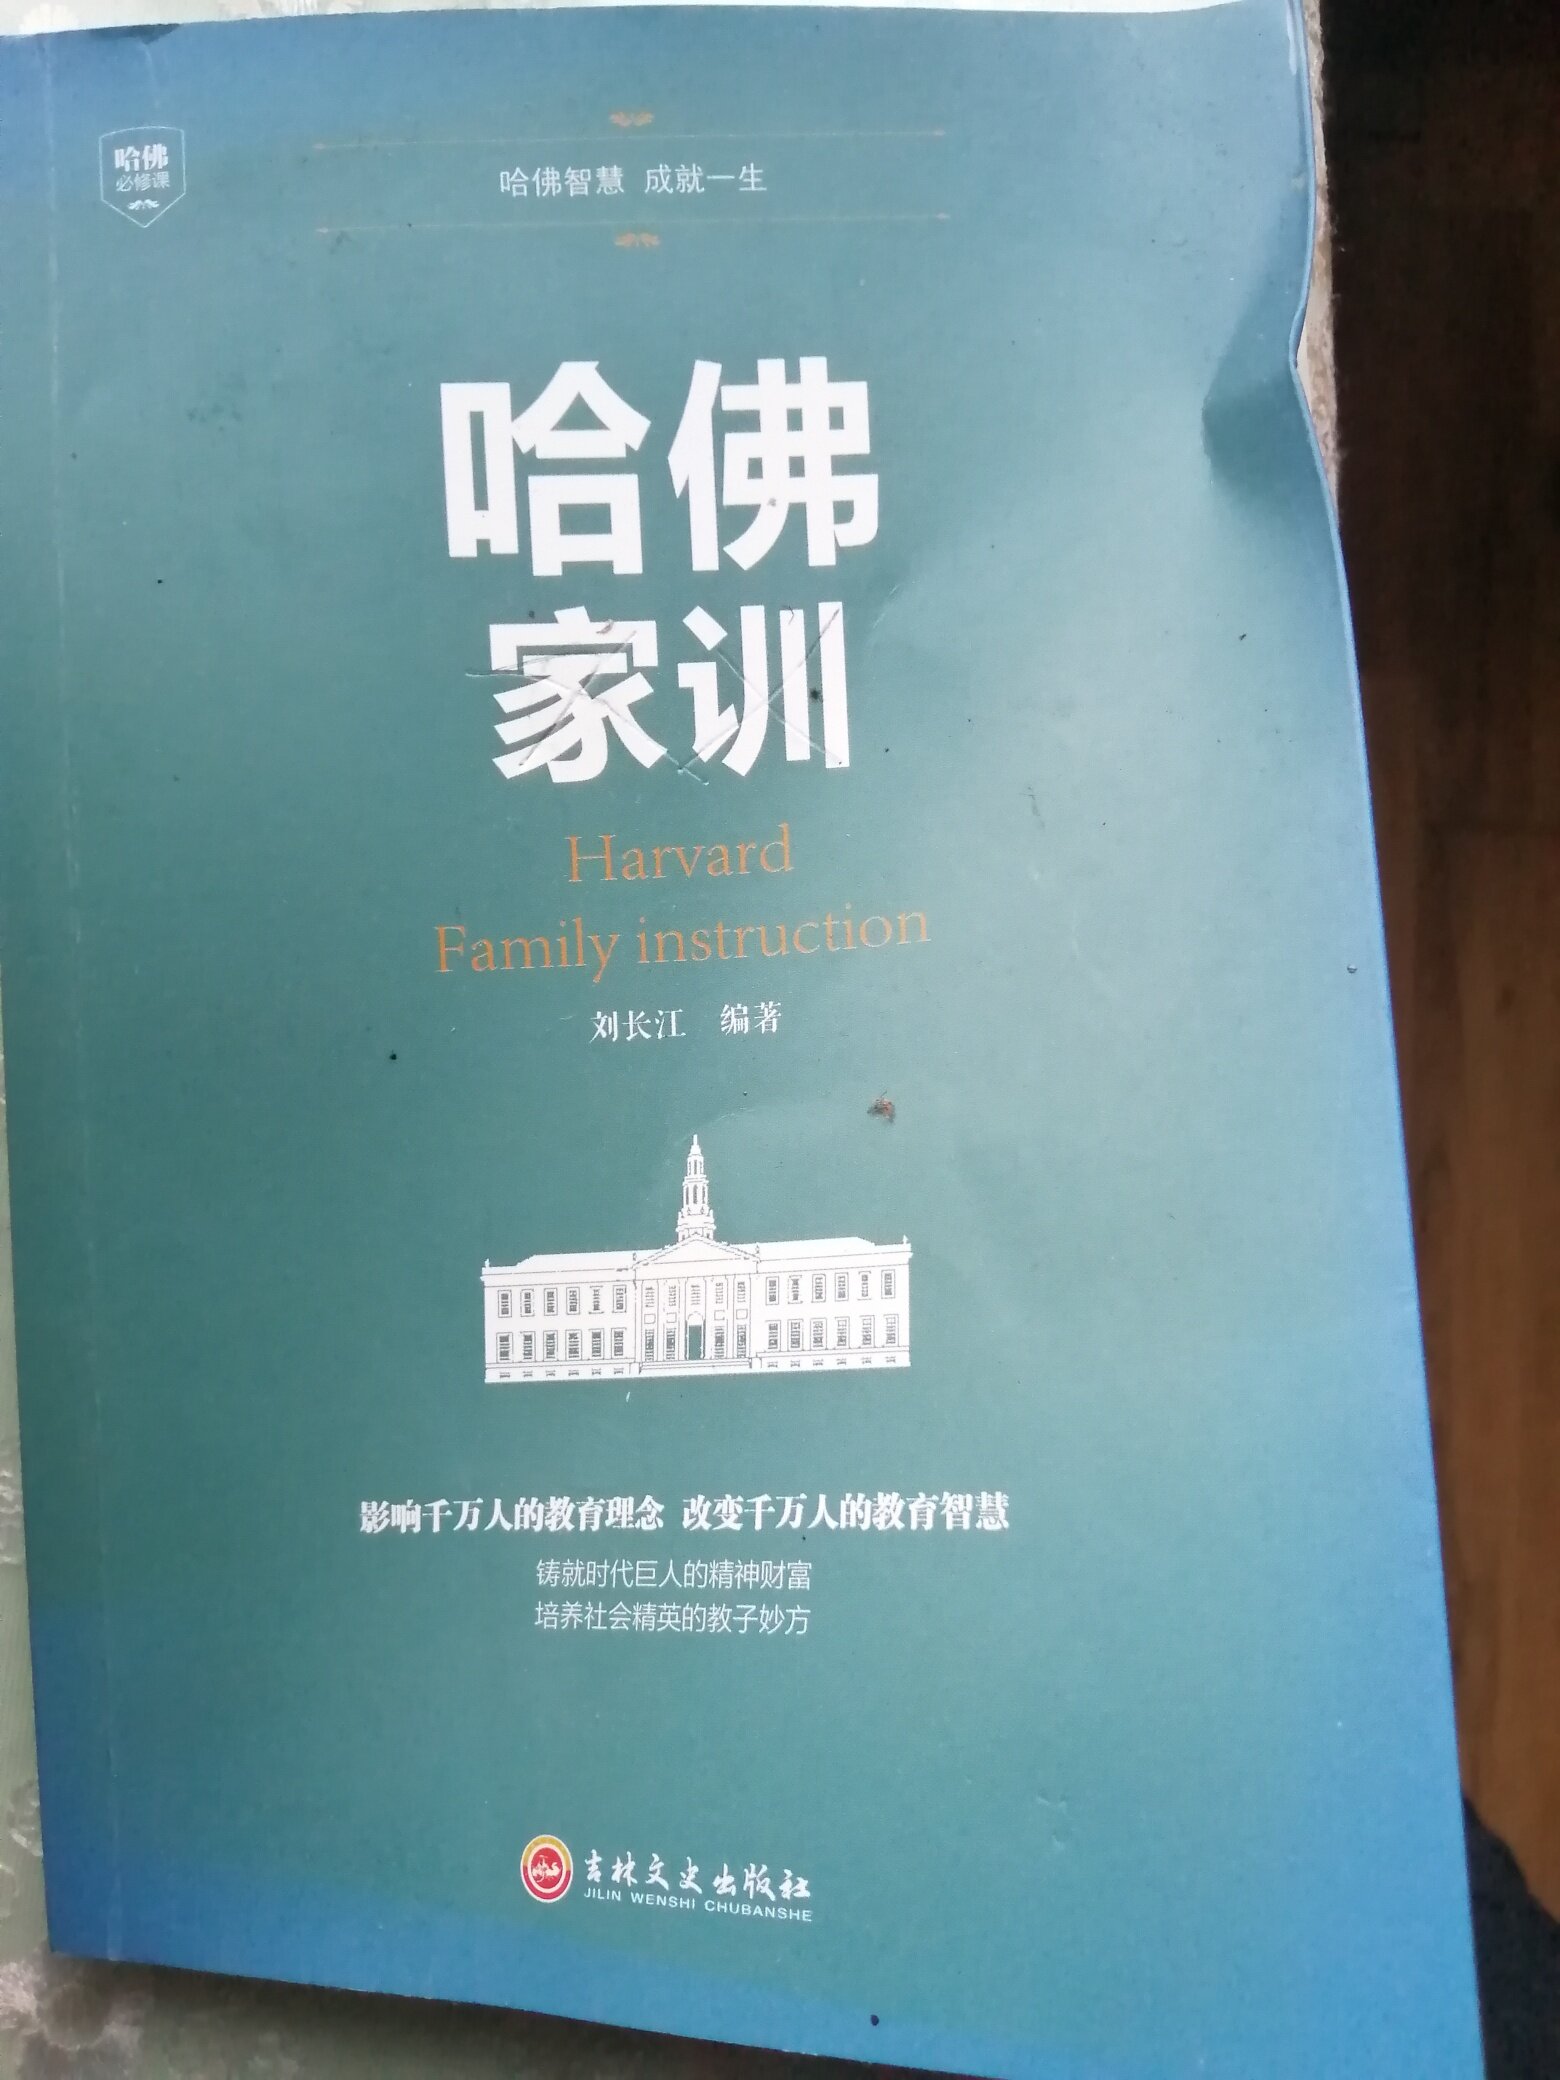 哈佛
必修课
哈佛智慧 成就一生
哈佛
家训
Harvard
Family instruction
刘长江 编著
影响千万人的教育理念 改变千万人的教育智慧
铸就时代巨人的精神财富
培养社会精英的教子妙方
吉林文史出版社
JILIN WENSHI CHUBANSHE